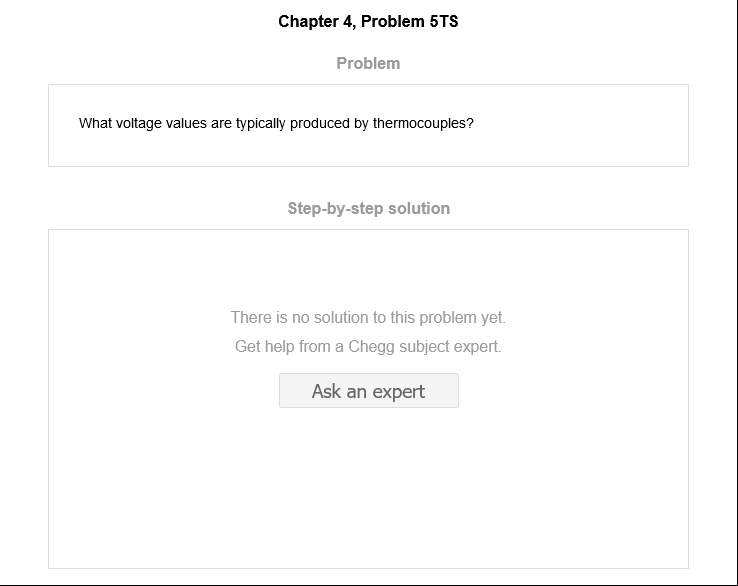 Chapter 4, Problem 5TS
Problem
What voltage values are typically produced by thermocouples?
Step-by-step solution
There is no solution to this problem yet.
Get help from a Chegg subject expert.
Ask an expert